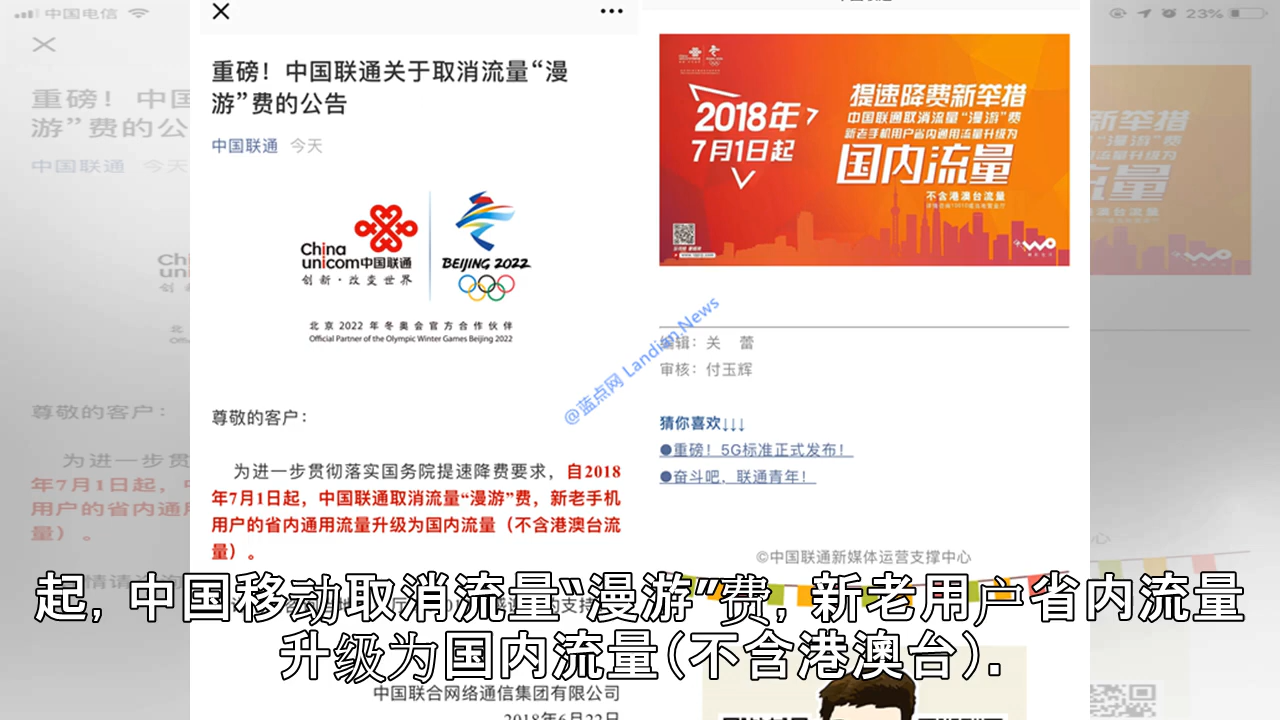 中国电信
23%
重磅！中国联通关于取消流量“漫
游”费的公告
中国联通 今天
China
unicom中国联通
创新·改变世界
BEIJING 2022
北京2022年冬奥会官方合作伙伴
Official Partner of the Olympic Winter Games Beijing 2022
尊敬的客户：
为进一步贯彻落实国务院提速降费要求，自2018
年7月1日起，中国联通取消流量“漫游”费，新老手机
用户的省内通用流量升级为国内流量（不含港澳台流
量）。
中国联合网络通信集团有限公司
2018年6月22日
2018年
7月1日起
提速降费新举措
中国联通取消流量“漫游”费
新老手机用户省内通用流量升级为
国内流量
不含港澳台流量
@蓝点网 Landian.News
编辑：关 蕾
审核：付玉辉
猜你喜欢↓↓↓
●重磅！5G标准正式发布！
●奋斗吧，联通青年！
©中国联通新媒体运营支撑中心
起, 中国移动取消流量“漫游”费, 新老用户省内流量
升级为国内流量(不含港澳台).